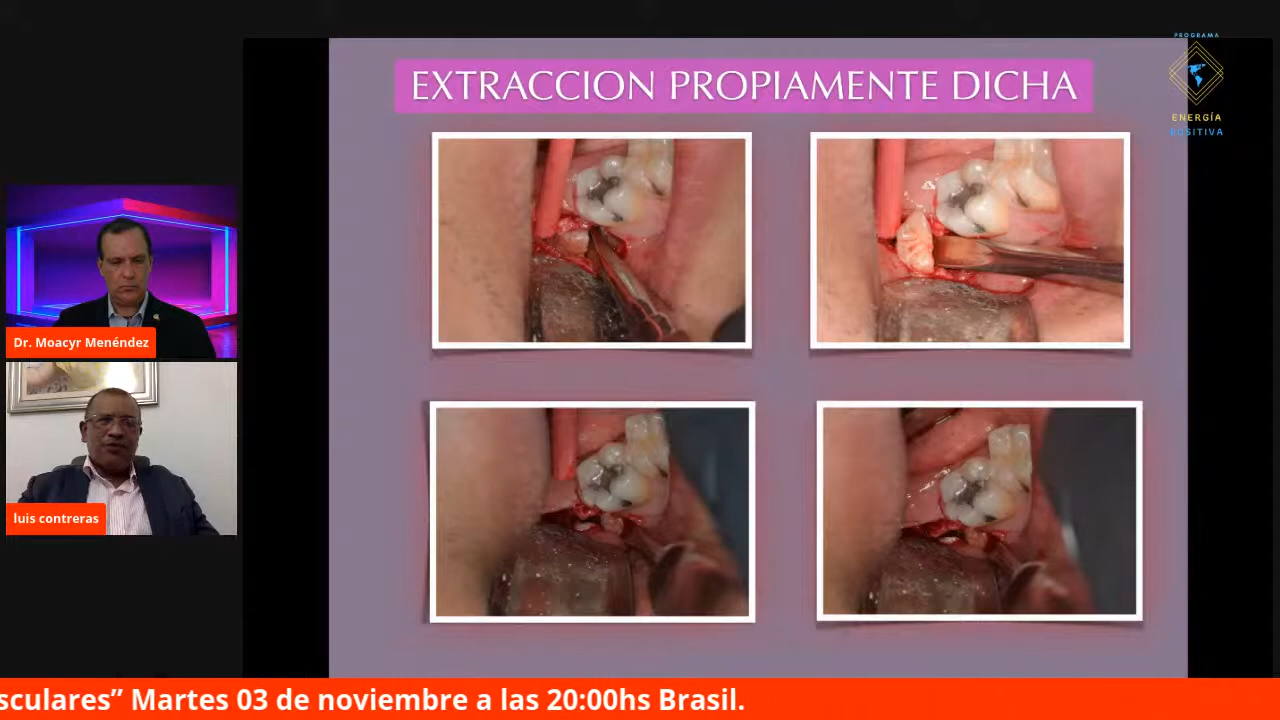 EXTRACCION PROPIAMENTE DICHA
PROGRAMA
ENERGÍA
POSITIVA
Dr. Moacyr Menéndez
luis contreras
sculares” Martes 03 de noviembre a las 20:00hs Brasil.